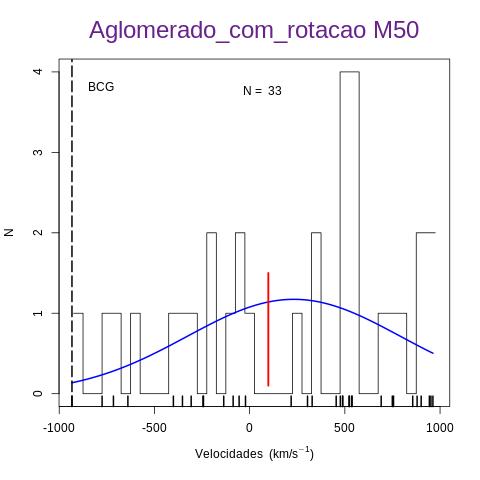 Aglomerado_com_rotacao M50
BCG
N = 33
4
3
2
1
0
N
-1000 -500 0 500 1000
Velocidades (km/s⁻¹)